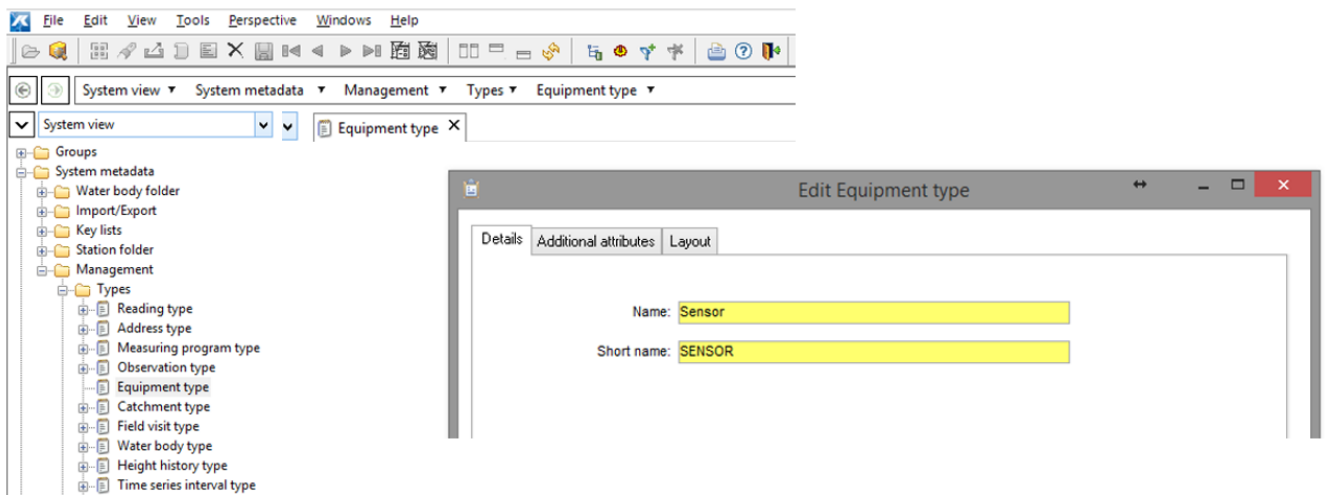 File Edit View Tools Perspective Windows Help
System view System metadata Management Types Equipment type
System view
Equipment type
Groups
System metadata
Water body folder
Import/Export
Key lists
Station folder
Management
Types
Reading type
Address type
Measuring program type
Observation type
Equipment type
Catchment type
Field visit type
Water body type
Height history type
Time series interval type
Edit Equipment type
Details Additional attributes Layout
Name: Sensor
Short name: SENSOR